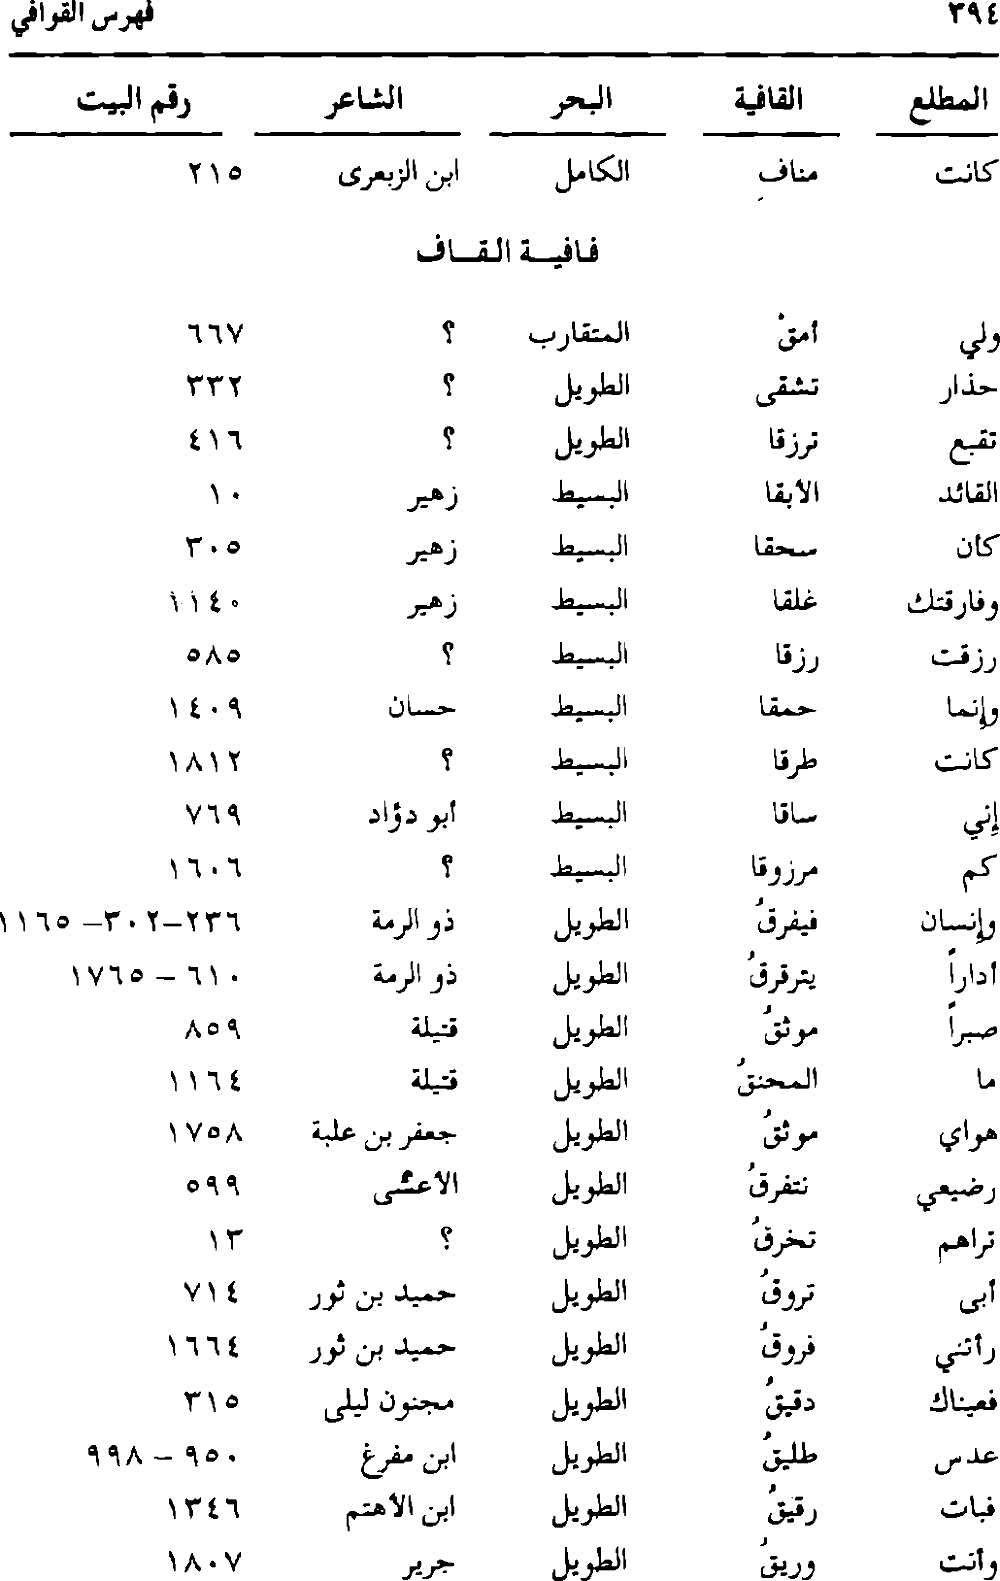 ٣٩٤ فهرس القوافي
المطلع القافية البحر الشاعر رقم البيت
كانت منافِ الكامل ابن الزبعرى ٢١٥
قافية القاف
ولي أمقْ المتقارب ؟ ٦٦٧
حذار تشقى الطويل ؟ ٣٣٢
تقبع ترزقا الطويل ؟ ٤١٦
القائد الأبقا البسيط زهير ١٠
كأن سحقا البسيط زهير ٣٠٥
وفارقتك غلقا البسيط زهير ١١٤٠
رزقت رزقا البسيط ؟ ٥٨٥
وإنما حمقا البسيط حسان ١٤٠٩
كانت طرقا البسيط ؟ ١٨١٢
إني ساقا البسيط أبو دؤاد ٧٦٩
كم مرزوقا البسيط ؟ ١٦٠٦
وإنسان فيفرقُ الطويل ذو الرمة ٢٣٦–٣٠٢– ١١٦٥
أداراً يترقرقُ الطويل ذو الرمة ٦١٠ – ١٧٦٥
صبراً موثقُ الطويل قتيلة ٨٥٩
ما المحنقُ الطويل قتيلة ١١٦٤
هواي موثقُ الطويل جعفر بن علبة ١٧٥٨
رضيعي نتفرقُ الطويل الأعشى ٥٩٩
تراهم تخرقُ الطويل ؟ ١٣
أبى تروقُ الطويل حميد بن ثور ٧١٤
رأتني فروقُ الطويل حميد بن ثور ١٦٦٤
فعيناك دقيقُ الطويل مجنون ليلى ٣١٥
عدس طليقُ الطويل ابن مفرغ ٩٥٠ – ٩٩٨
فبات رقيقُ الطويل ابن الأهتم ١٣٤٦
وأنت وريقُ الطويل جرير ١٨٠٧